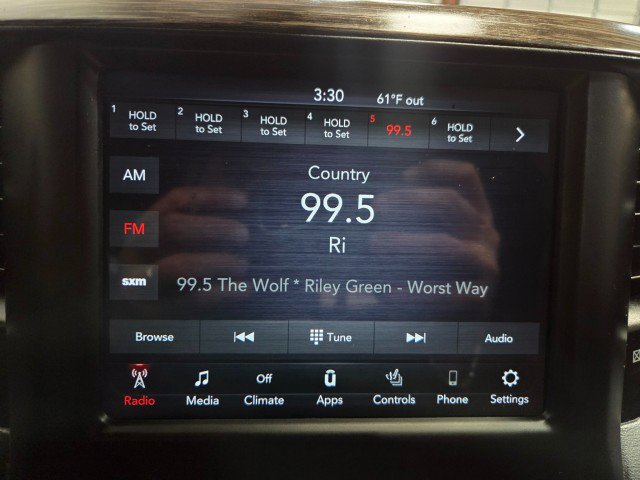 3:30 61°F out
1 HOLD to Set 2 HOLD to Set 3 HOLD to Set 4 HOLD to Set 5 99.5 6 HOLD to Set
AM
Country
99.5
FM
Ri
sxm
99.5 The Wolf * Riley Green - Worst Way
Browse Tune Audio
Off
Radio Media Climate Apps Controls Phone Settings